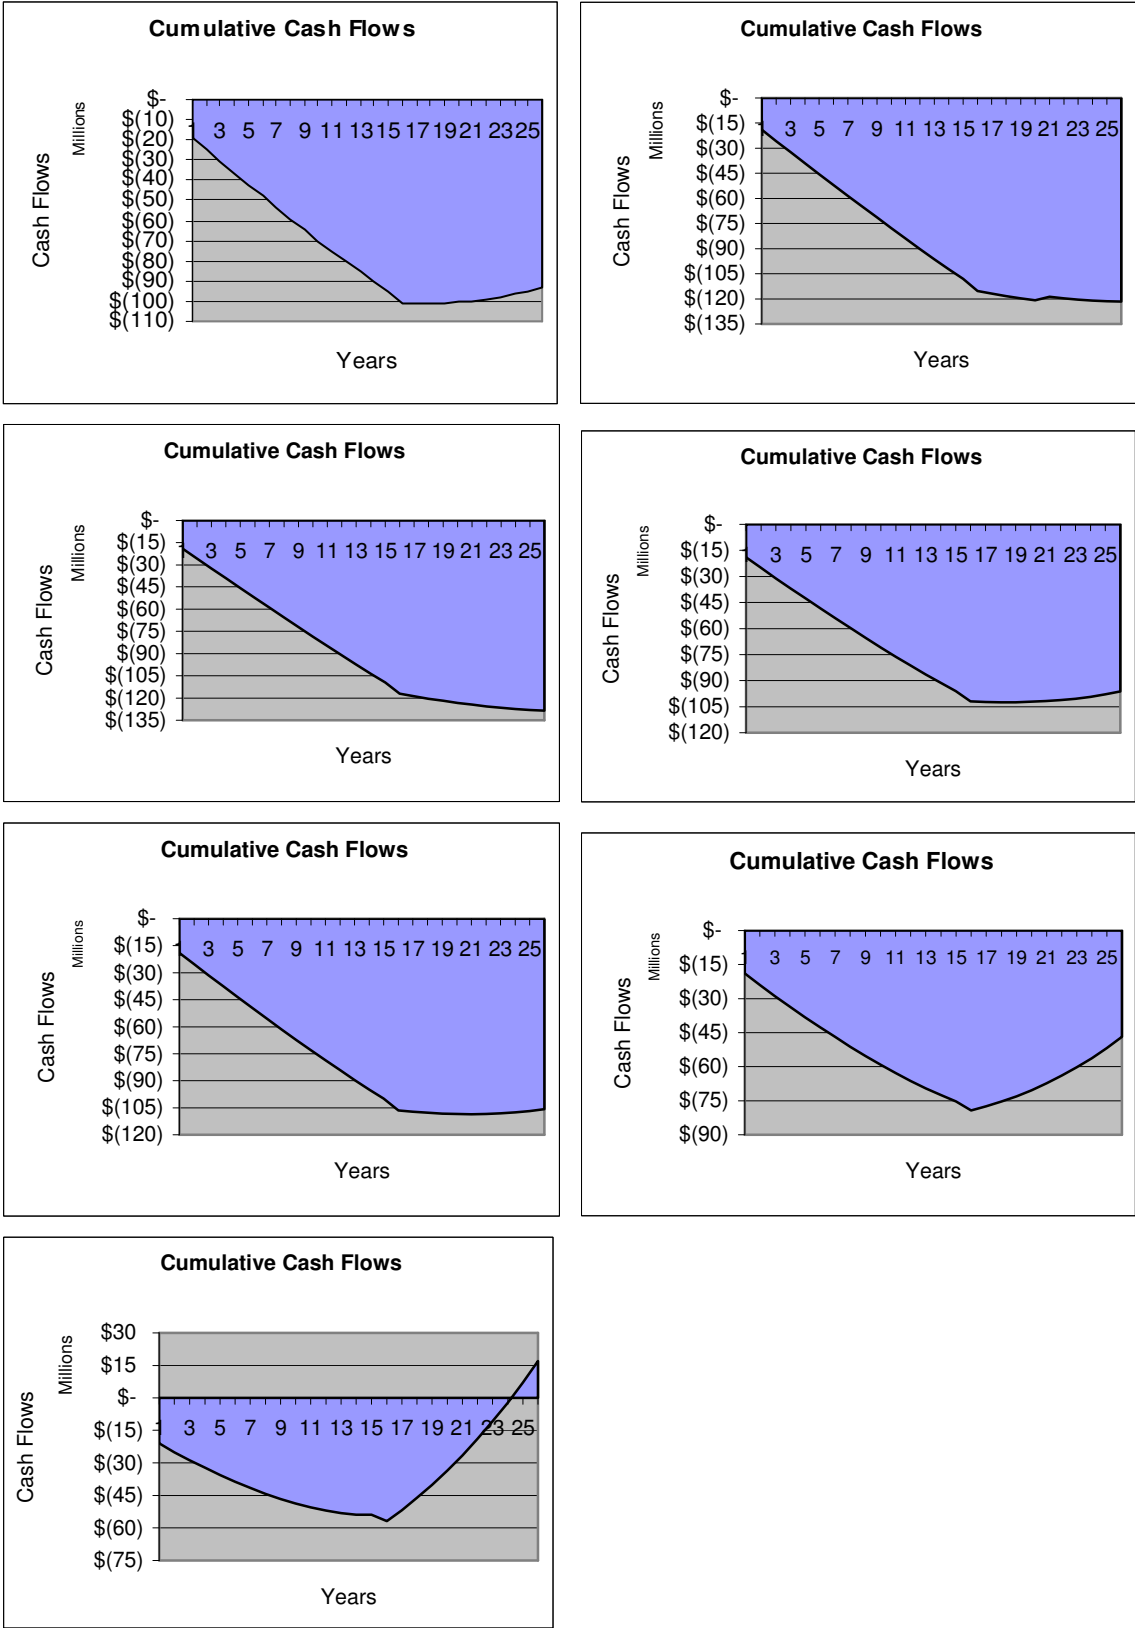 Cumulative Cash Flows
Millions
Cash Flows
$-
$(10)
$(20)
$(30)
$(40)
$(50)
$(60)
$(70)
$(80)
$(90)
$(100)
$(110)
1 3 5 7 9 11 13 15 17 19 21 23 25
Years
Cumulative Cash Flows
Millions
Cash Flows
$-
$(15)
$(30)
$(45)
$(60)
$(75)
$(90)
$(105)
$(120)
$(135)
1 3 5 7 9 11 13 15 17 19 21 23 25
Years
Cumulative Cash Flows
Millions
Cash Flows
$-
$(15)
$(30)
$(45)
$(60)
$(75)
$(90)
$(105)
$(120)
$(135)
3 5 7 9 11 13 15 17 19 21 23 25
Years
Cumulative Cash Flows
Millions
Cash Flows
$-
$(15)
$(30)
$(45)
$(60)
$(75)
$(90)
$(105)
$(120)
1 3 5 7 9 11 13 15 17 19 21 23 25
Years
Cumulative Cash Flows
Millions
Cash Flows
$-
$(15)
$(30)
$(45)
$(60)
$(75)
$(90)
$(105)
$(120)
3 5 7 9 11 13 15 17 19 21 23 25
Years
Cumulative Cash Flows
Millions
Cash Flows
$-
$(15)
$(30)
$(45)
$(60)
$(75)
$(90)
1 3 5 7 9 11 13 15 17 19 21 23 25
Years
Cumulative Cash Flows
Millions
Cash Flows
$30
$15
$-
$(15)
$(30)
$(45)
$(60)
$(75)
1 3 5 7 9 11 13 15 17 19 21 23 25
Years